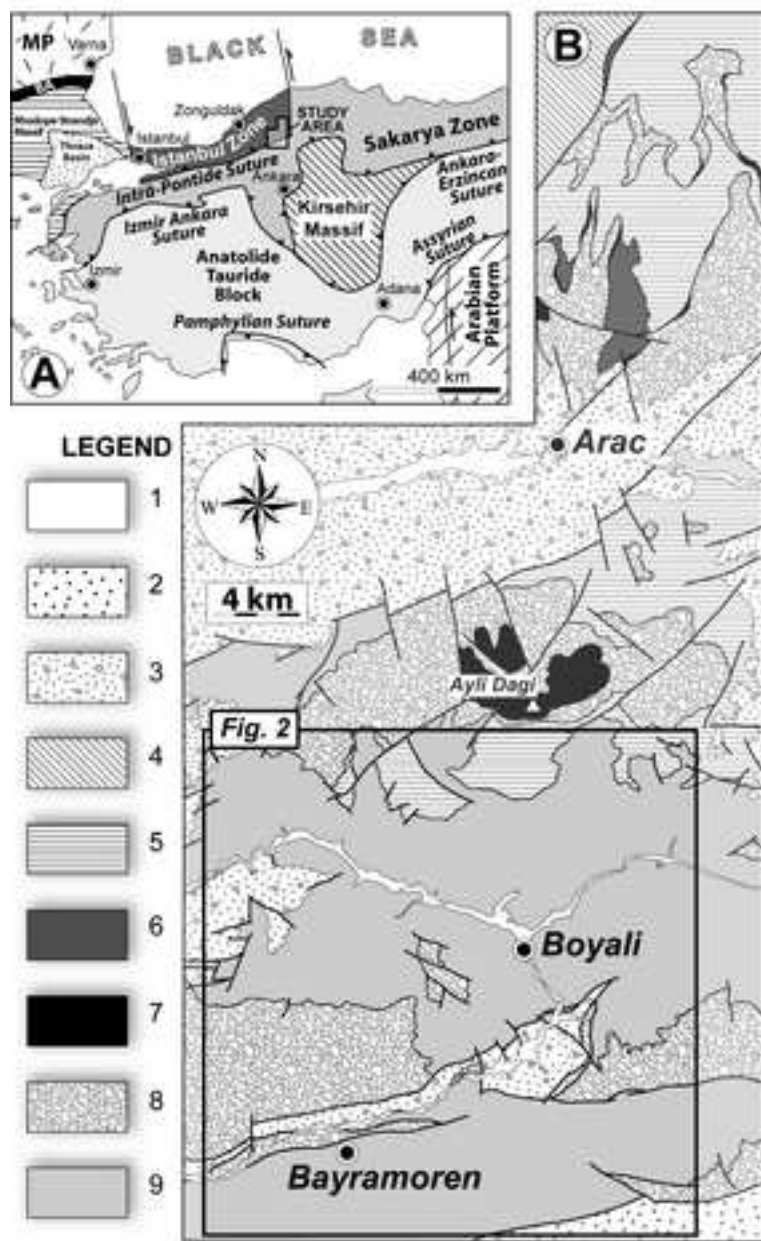 MP
Varna
BLACK SEA
B
Zonguldak
Istanbul
Istanbul Zone
STUDY
AREA
Sakarya Zone
Basin
Intra-Pontide Suture
Ankara
Ankara-
Erzincan
Suture
Izmir Ankara
Suture
Kirsehir
Massif
Assyrian
Suture
Izmir
Anatolide
Tauride
Block
Adana
Pamphylian Suture
Arabian
Platform
A
400 km
LEGEND
1
2
3
4
5
6
7
8
9
N
W E
S
4 km
Arac
Ayli Dagi
Fig. 2
Boyali
Bayramoren